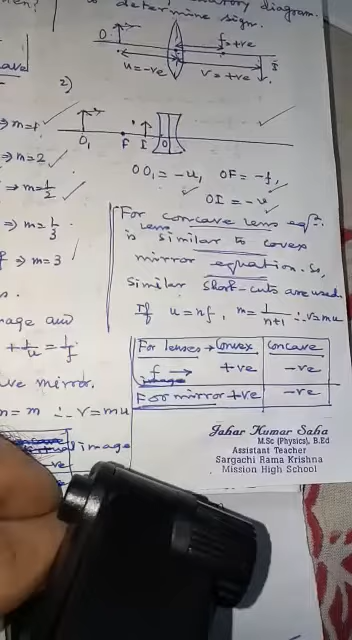 to determine sign.
O
f=+ve
u=-ve
v=+ve
I
2)
O₁ F I O
OO₁ = -u, OF = -f,
OI = -v
⇒ m=1
⇒ m=2
⇒ m=1/2
⇒ m=1/3
⇒ m=3
For concave lens eqⁿ.
is similar to covex
mirror equation. So,
similar short-cuts are used.
If u=nf, m=1/(n+1) ∴ v=mu
+1/u=1/f
ve mirror.
m=m ∴ v=mu
image
For lenses → Convex Concave
f → +ve -ve
For mirror +ve -ve
Jahar Kumar Saha
M.Sc (Physics), B.Ed
Assistant Teacher
Sargachi Rama Krishna
Mission High School